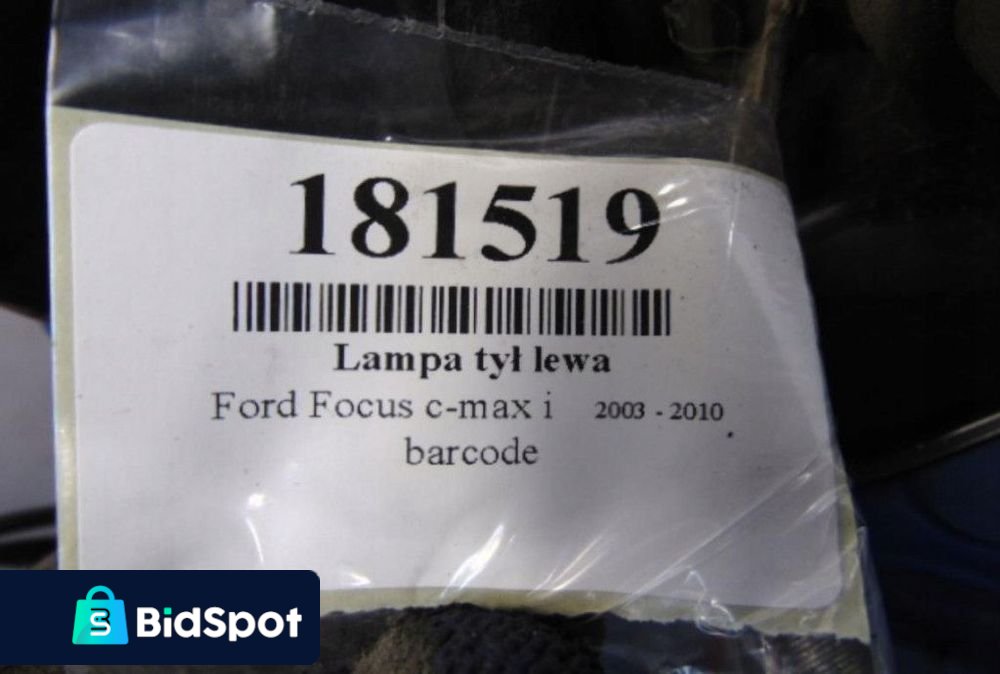 181519
Lampa tył lewa
Ford Focus c-max i 2003 - 2010
barcode
BidSpot